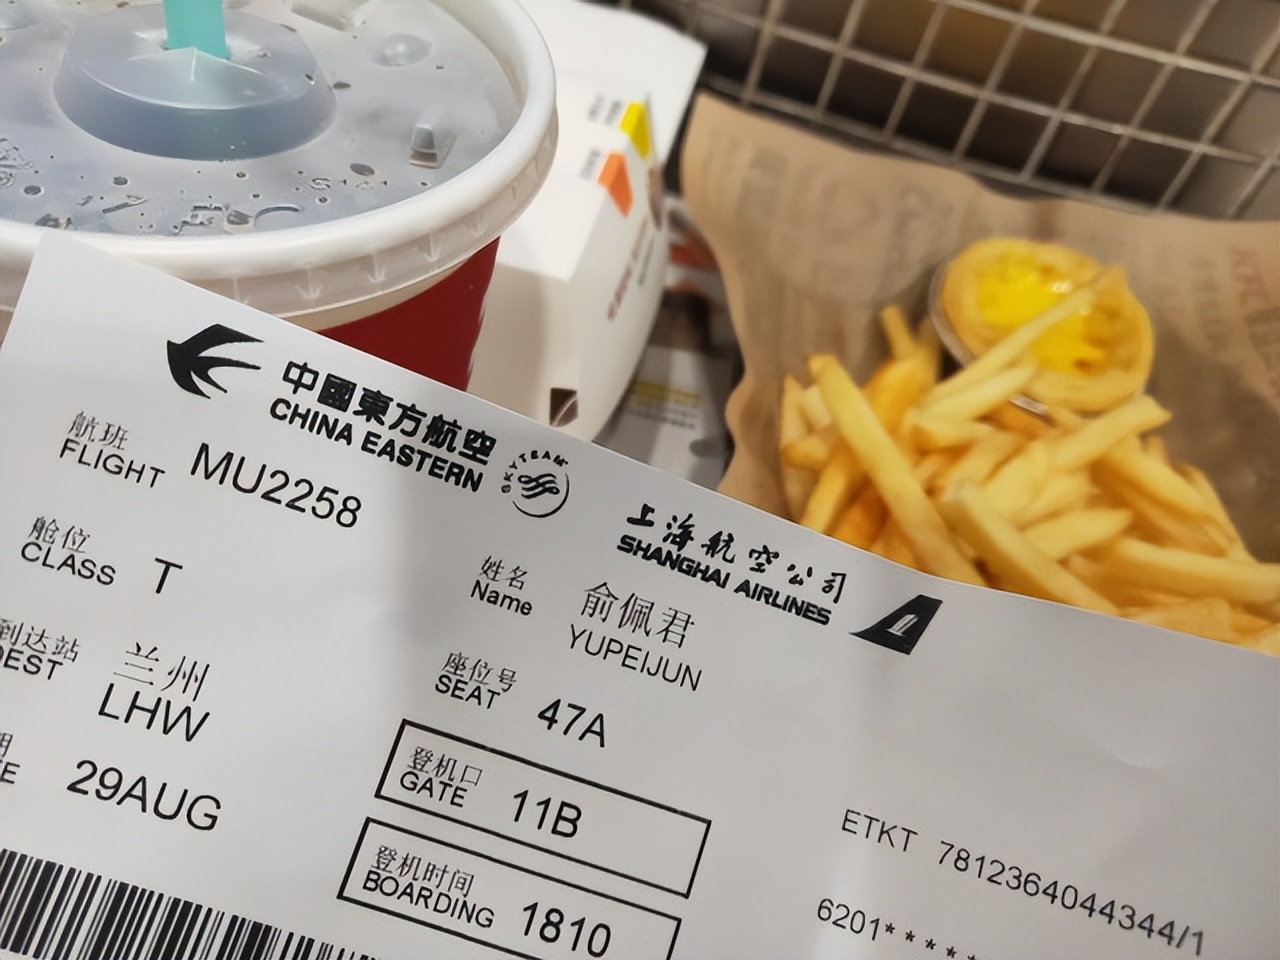 中國東方航空
CHINA EASTERN
SKYTEAM
上海航空公司
SHANGHAI AIRLINES
航班
FLIGHT MU2258
舱位
CLASS T
姓名
Name 俞佩君
YUPEIJUN
到达站 兰州
DEST LHW
座位号
SEAT 47A
期
E 29AUG
登机口
GATE 11B
登机时间
BOARDING 1810
ETKT 7812364044344/1
6201*****